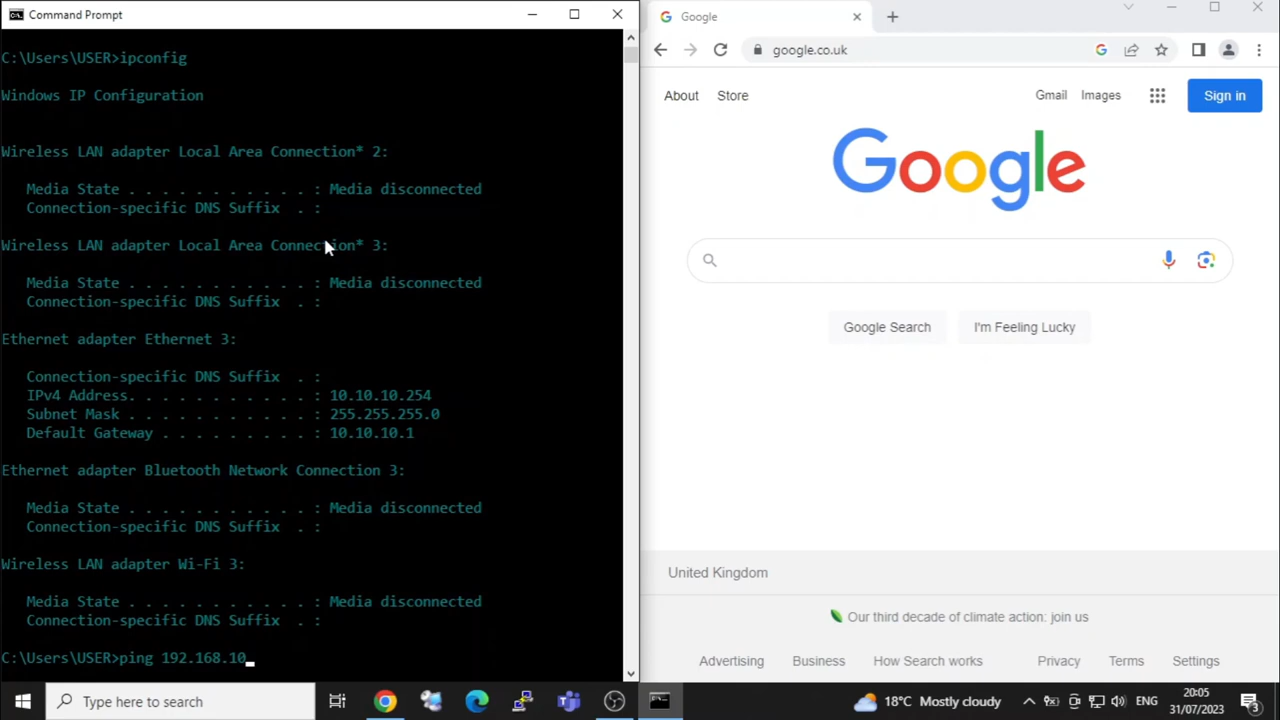 Command Prompt
C:\Users\USER>ipconfig
Windows IP Configuration
Wireless LAN adapter Local Area Connection* 2:
Media State . . . . . . . . . . . : Media disconnected
Connection-specific DNS Suffix . :
Wireless LAN adapter Local Area Connection* 3:
Media State . . . . . . . . . . . : Media disconnected
Connection-specific DNS Suffix . :
Ethernet adapter Ethernet 3:
Connection-specific DNS Suffix . :
IPv4 Address. . . . . . . . . . . : 10.10.10.254
Subnet Mask . . . . . . . . . . . : 255.255.255.0
Default Gateway . . . . . . . . . : 10.10.10.1
Ethernet adapter Bluetooth Network Connection 3:
Media State . . . . . . . . . . . : Media disconnected
Connection-specific DNS Suffix . :
Wireless LAN adapter Wi-Fi 3:
Media State . . . . . . . . . . . : Media disconnected
Connection-specific DNS Suffix . :
C:\Users\USER>ping 192.168.10_
Google
google.co.uk
About Store Gmail Images Sign in
Google
Google Search I'm Feeling Lucky
United Kingdom
Our third decade of climate action: join us
Advertising Business How Search works Privacy Terms Settings
Type here to search
18°C Mostly cloudy
ENG
20:05
31/07/2023
3